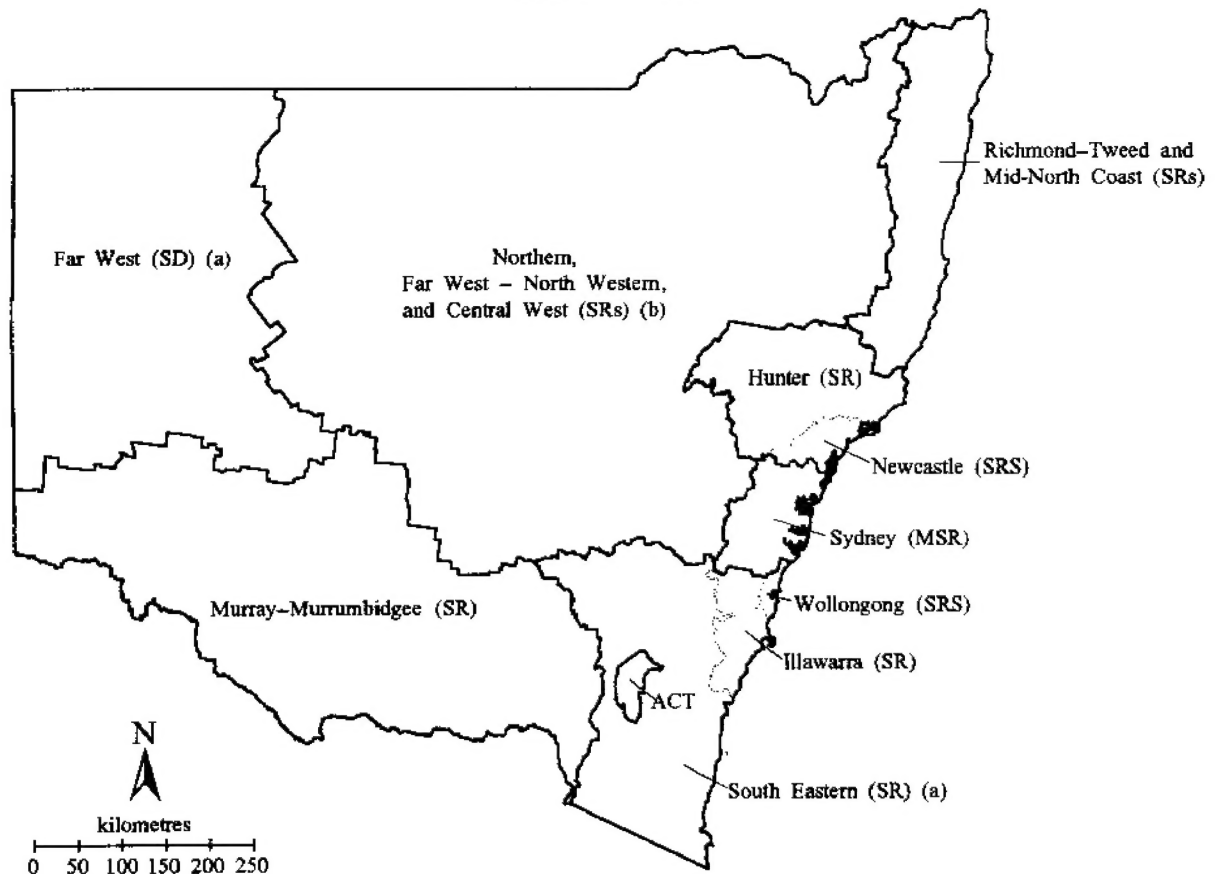 Richmond–Tweed and
Mid-North Coast (SRs)
Far West (SD) (a)
Northern,
Far West – North Western,
and Central West (SRs) (b)
Hunter (SR)
Newcastle (SRS)
Sydney (MSR)
Wollongong (SRS)
Murray–Murrumbidgee (SR)
Illawarra (SR)
ACT
South Eastern (SR) (a)
N
kilometres
0 50 100 150 200 250